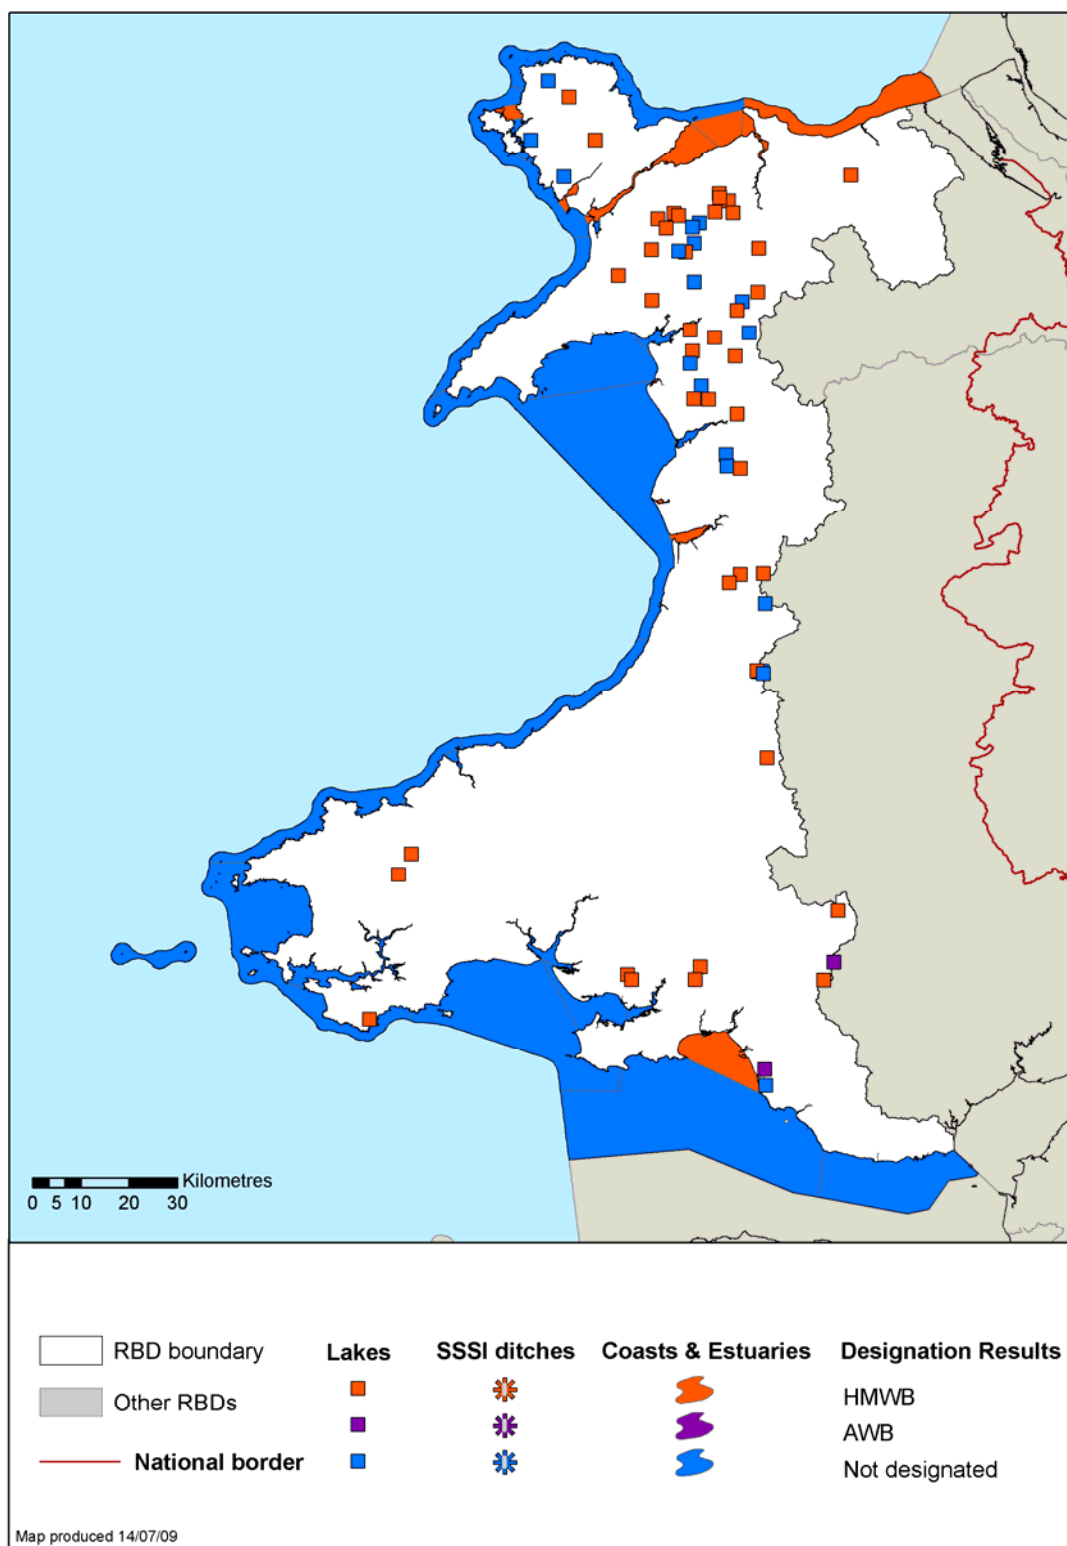 Kilometres
0 5 10 20 30
RBD boundary
Other RBDs
National border
Lakes
SSSI ditches
Coasts & Estuaries
Designation Results
HMWB
AWB
Not designated
Map produced 14/07/09